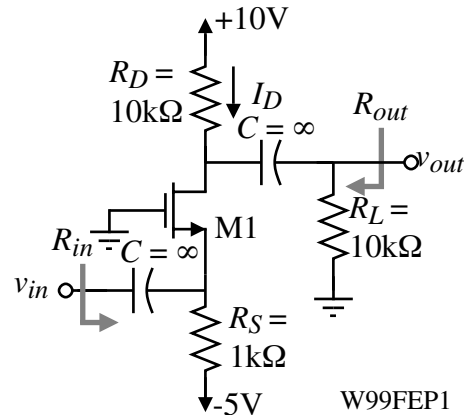 +10V
R_D =
10kΩ
I_D
C = ∞
R_out
v_out
M1
R_L =
10kΩ
R_in
C = ∞
v_in
R_S =
1kΩ
-5V
W99FEP1